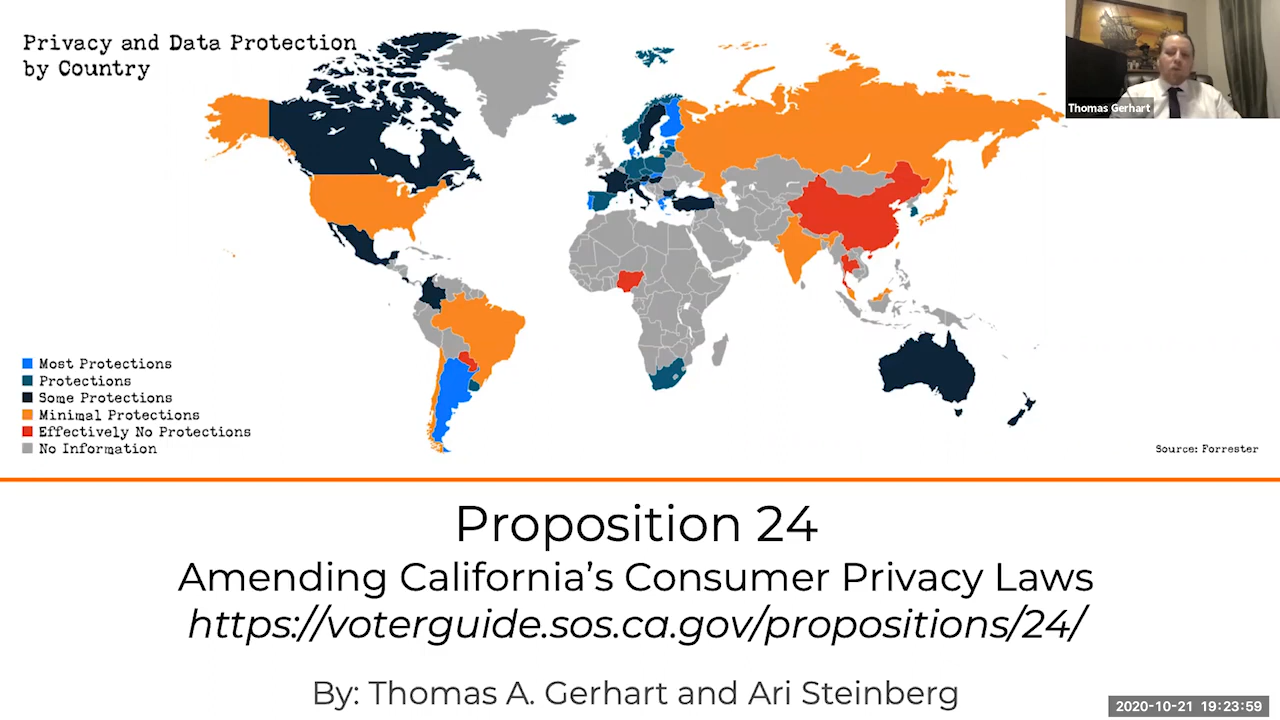 Privacy and Data Protection
by Country
Thomas Gerhart
Most Protections
Protections
Some Protections
Minimal Protections
Effectively No Protections
No Information
Source: Forrester
Proposition 24
Amending California’s Consumer Privacy Laws
https://voterguide.sos.ca.gov/propositions/24/
By: Thomas A. Gerhart and Ari Steinberg
2020-10-21 19:23:59